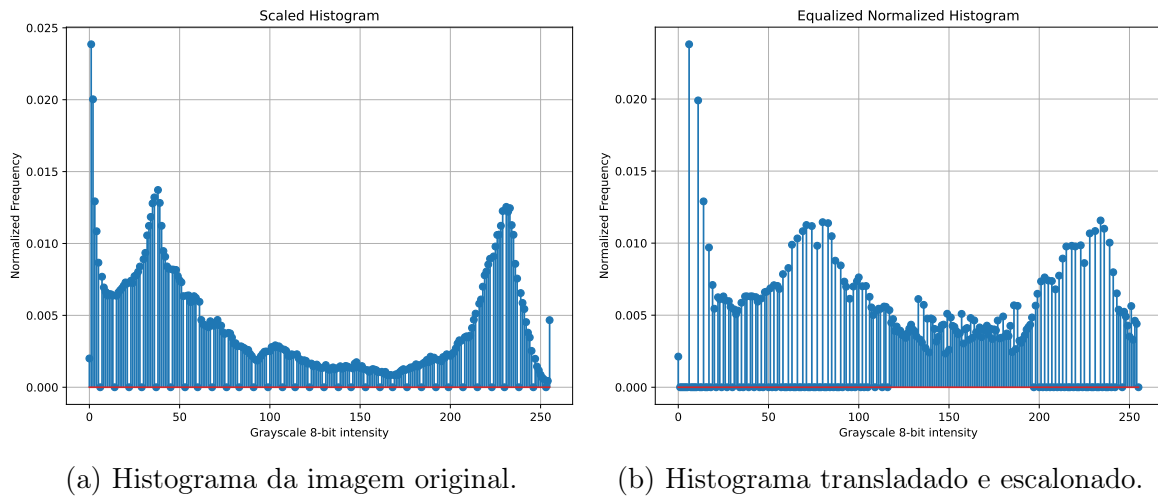 Scaled Histogram
0.025
0.020
0.015
0.010
0.005
0.000
Normalized Frequency
0 50 100 150 200 250
Grayscale 8-bit intensity
(a) Histograma da imagem original.
Equalized Normalized Histogram
0.020
0.015
0.010
0.005
0.000
Normalized Frequency
0 50 100 150 200 250
Grayscale 8-bit intensity
(b) Histograma transladado e escalonado.